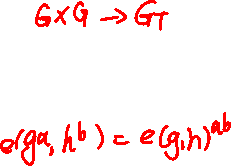 G×G → G_T
e(g^a, h^b) = e(g,h)^{ab}